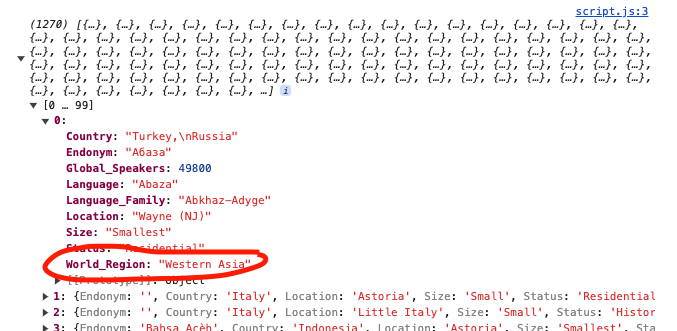 script.js:3
(1270) [{…}, {…}, {…}, {…}, {…}, {…}, {…}, {…}, {…}, {…}, {…}, {…}, {…}, {…}, {…}, {…}, {…},
{…}, {…}, {…}, {…}, {…}, {…}, {…}, {…}, {…}, {…}, {…}, {…}, {…}, {…}, {…}, {…}, {…}, {…}, {…}, {…},
{…}, {…}, {…}, {…}, {…}, {…}, {…}, {…}, {…}, {…}, {…}, {…}, {…}, {…}, {…}, {…}, {…}, {…}, {…}, {…},
{…}, {…}, {…}, {…}, {…}, {…}, {…}, {…}, {…}, {…}, {…}, {…}, {…}, {…}, {…}, {…}, {…}, {…}, {…}, {…},
{…}, {…}, {…}, {…}, {…}, {…}, {…}, {…}, {…}, {…}, {…}, {…}, {…}, {…}, {…}, {…}, {…}, {…}, {…}, {…},
{…}, {…}, {…}, {…}, {…}, {…}, {…}, …] i
[0 … 99]
0:
Country: "Turkey,\nRussia"
Endonym: "Абаза"
Global_Speakers: 49800
Language: "Abaza"
Language_Family: "Abkhaz-Adyge"
Location: "Wayne (NJ)"
Size: "Smallest"
Status: "Residential"
World_Region: "Western Asia"
[[Prototype]]: Object
1: {Endonym: '', Country: 'Italy', Location: 'Astoria', Size: 'Small', Status: 'Residential
2: {Endonym: '', Country: 'Italy', Location: 'Little Italy', Size: 'Small', Status: 'Histor
3: {Endonym: 'Bahsa Acèh', Country: 'Indonesia', Location: 'Astoria', Size: 'Smallest', Sta